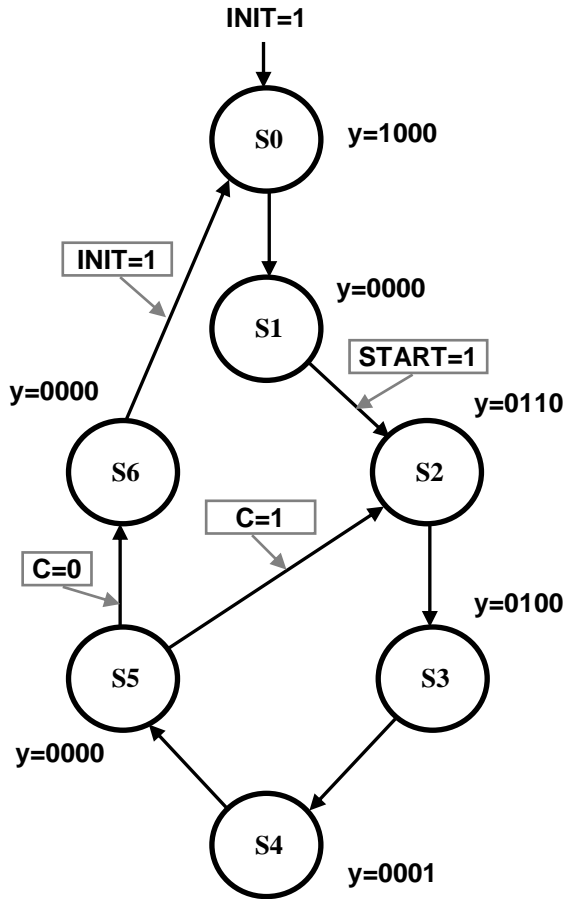 INIT=1
S0
y=1000
INIT=1
y=0000
S1
START=1
y=0000
y=0110
S6
S2
C=1
C=0
y=0100
S5
S3
y=0000
S4
y=0001